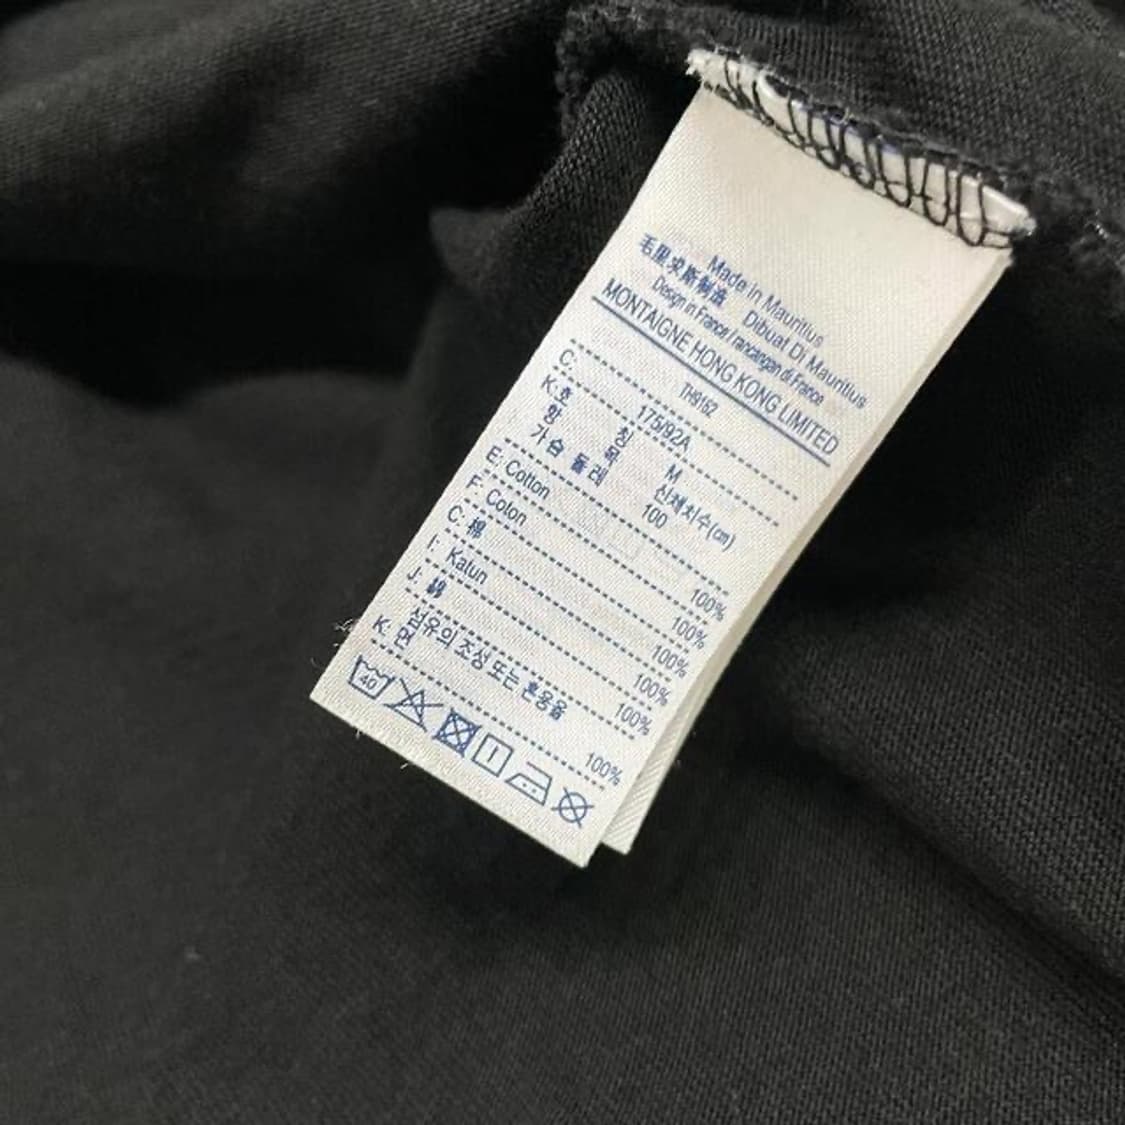 Made in Mauritius
毛里求斯制造 Dibuat Di Mauritius
Design in France / rancangan di France
MONTAIGNE HONG KONG LIMITED
TH9162
C: 175/92A
K: 호 칭 M
항 목 신체치수(cm)
가슴 둘레 100
E: Cotton 100%
F: Coton 100%
C: 棉 100%
I: Katun 100%
J: 綿 100%
섬유의 조성 또는 혼용율
K: 면 100%
40